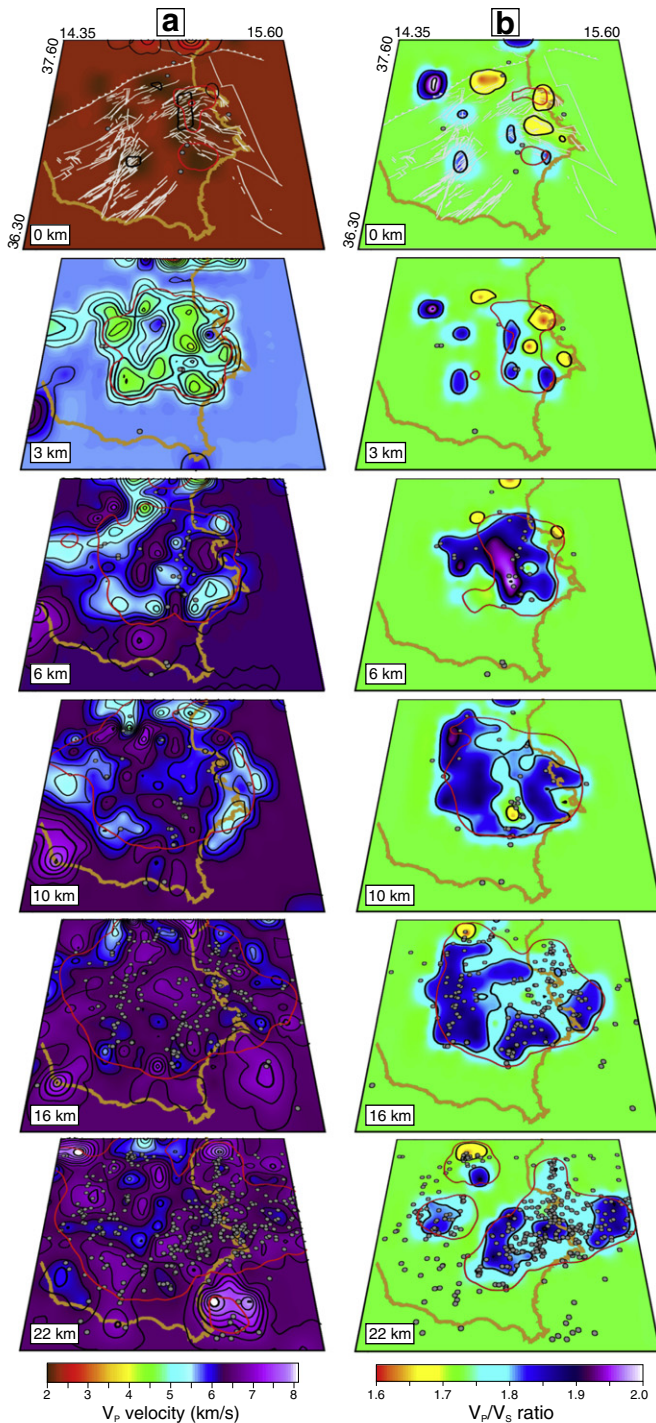 a
b
14.35 15.60 14.35 15.60
37.60 37.60
36.30 36.30
0 km 0 km
3 km 3 km
6 km 6 km
10 km 10 km
16 km 16 km
22 km 22 km
2 3 4 5 6 7 8 1.6 1.7 1.8 1.9 2.0
VP velocity (km/s) VP/VS ratio